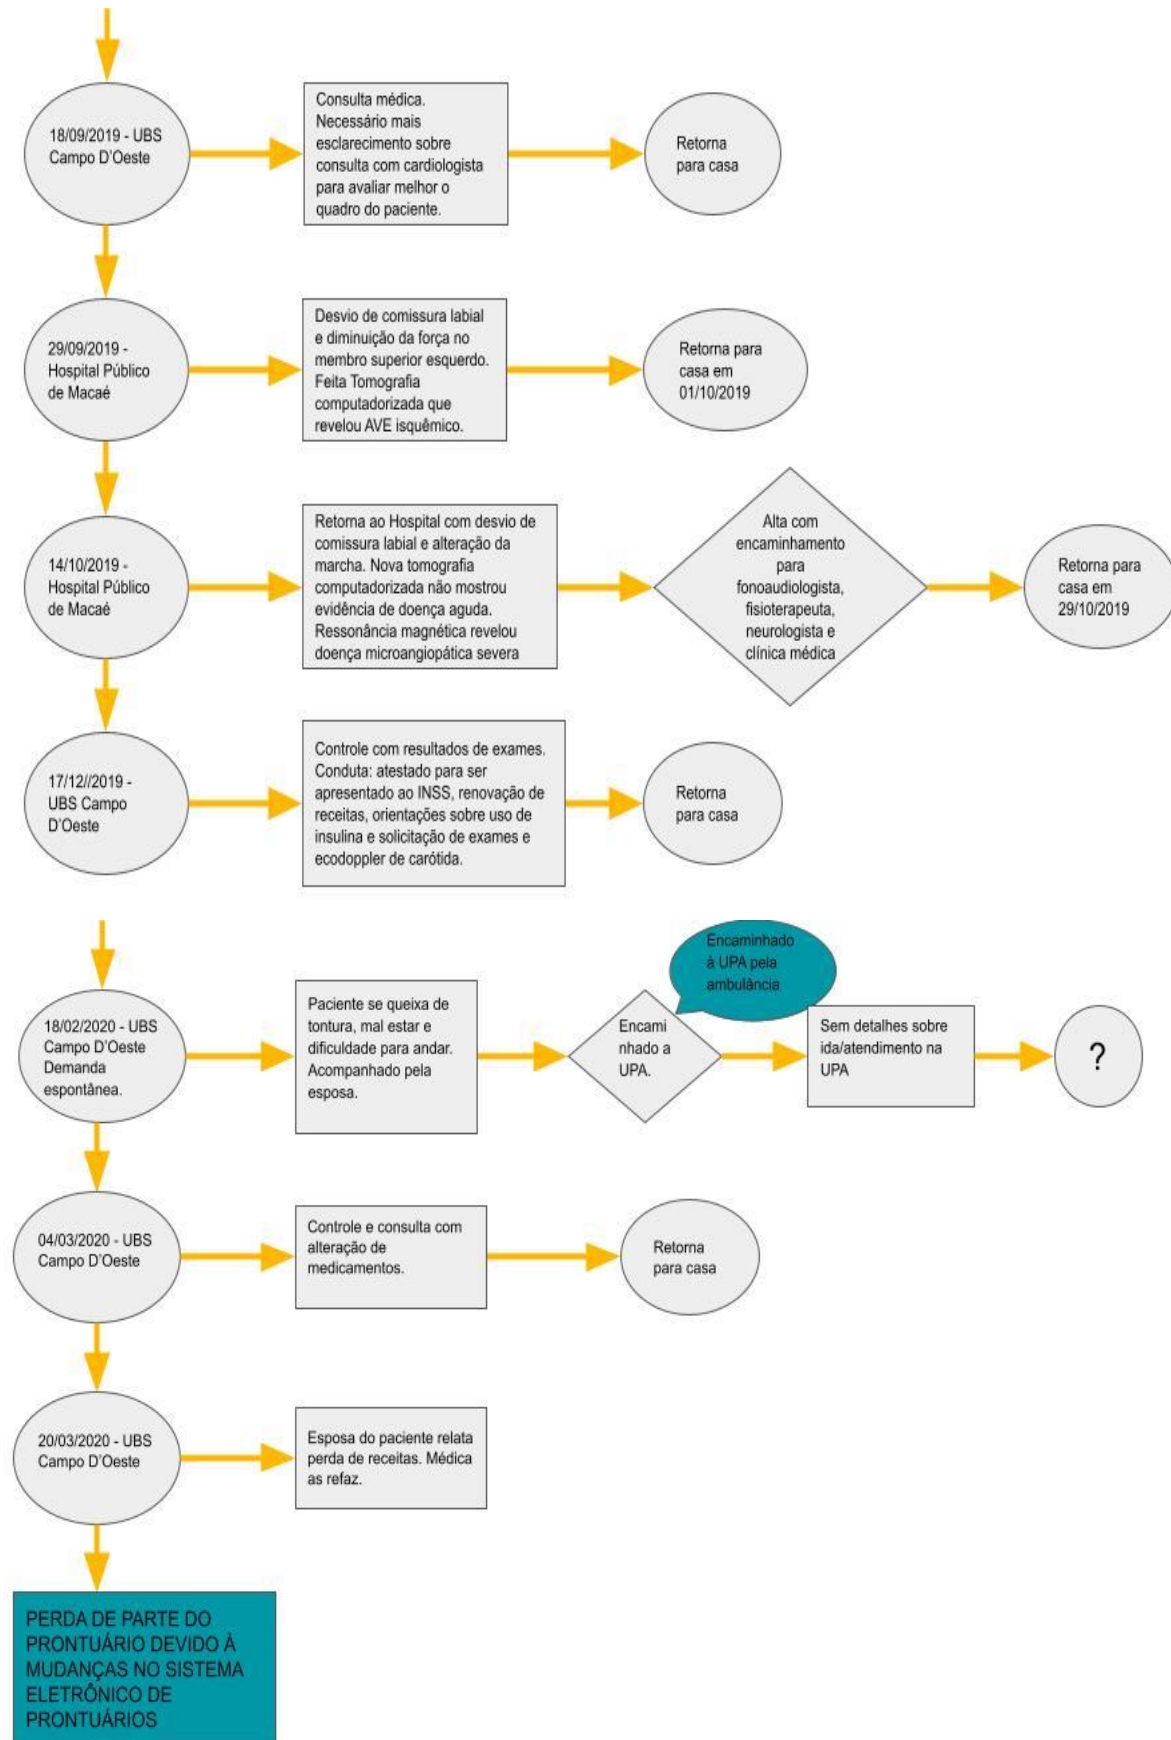 18/09/2019 - UBS
Campo D'Oeste
Consulta médica.
Necessário mais
esclarecimento sobre
consulta com cardiologista
para avaliar melhor o
quadro do paciente.
Retorna
para casa
29/09/2019 -
Hospital Público
de Macaé
Desvio de comissura labial
e diminuição da força no
membro superior esquerdo.
Feita Tomografia
computadorizada que
revelou AVE isquêmico.
Retorna para
casa em
01/10/2019
14/10/2019 -
Hospital Público
de Macaé
Retorna ao Hospital com desvio de
comissura labial e alteração da
marcha. Nova tomografia
computadorizada não mostrou
evidência de doença aguda.
Ressonância magnética revelou
doença microangiopática severa
Alta com
encaminhamento
para
fonoaudiologista,
fisioterapeuta,
neurologista e
clínica médica
Retorna para
casa em
29/10/2019
17/12//2019 -
UBS Campo
D'Oeste
Controle com resultados de exames.
Conduta: atestado para ser
apresentado ao INSS, renovação de
receitas, orientações sobre uso de
insulina e solicitação de exames e
ecodoppler de carótida.
Retorna
para casa
18/02/2020 - UBS
Campo D'Oeste
Demanda
espontânea.
Paciente se queixa de
tontura, mal estar e
dificuldade para andar.
Acompanhado pela
esposa.
Encami
nhado a
UPA.
Encaminhado
à UPA pela
ambulância
Sem detalhes sobre
ida/atendimento na
UPA
?
04/03/2020 - UBS
Campo D'Oeste
Controle e consulta com
alteração de
medicamentos.
Retorna
para casa
20/03/2020 - UBS
Campo D'Oeste
Esposa do paciente relata
perda de receitas. Médica
as refaz.
PERDA DE PARTE DO
PRONTUÁRIO DEVIDO À
MUDANÇAS NO SISTEMA
ELETRÔNICO DE
PRONTUÁRIOS